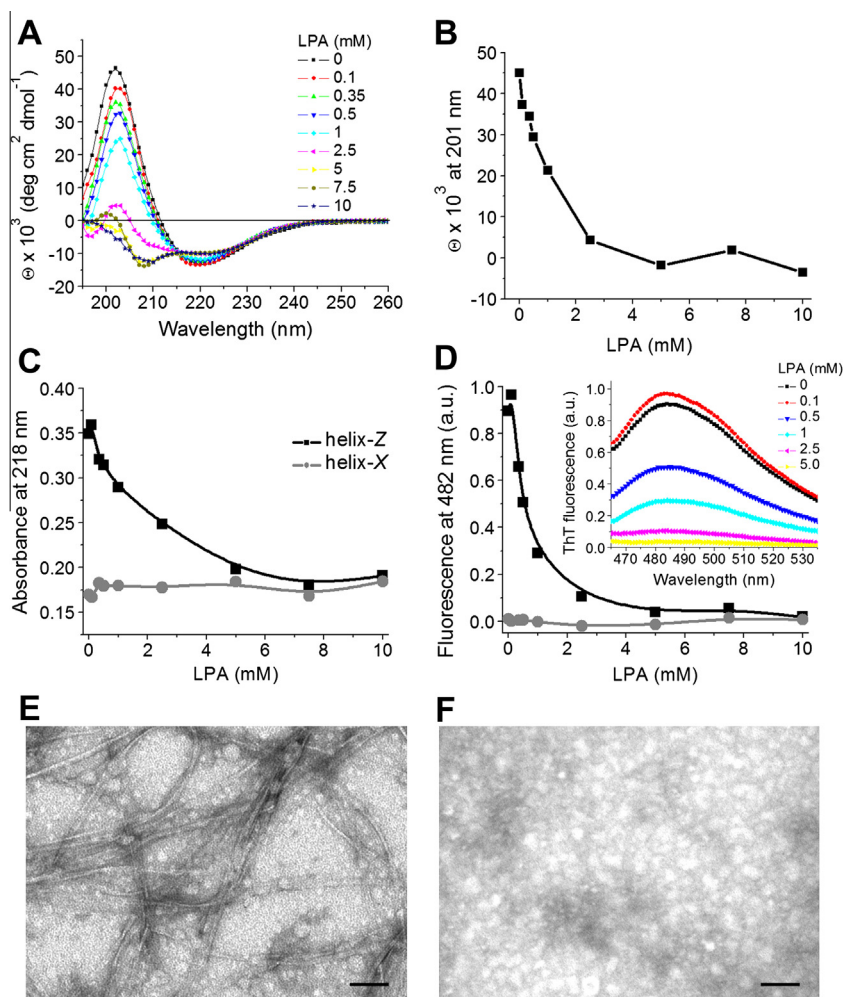 A
LPA (mM)
0
0.1
0.35
0.5
1
2.5
5
7.5
10
50
40
30
20
10
0
-10
-20
Θ x 10³ (deg cm² dmol⁻¹)
200 210 220 230 240 250 260
Wavelength (nm)
B
50
40
30
20
10
0
-10
Θ x 10³ at 201 nm
0 2 4 6 8 10
LPA (mM)
C
0.40
0.35
0.30
0.25
0.20
0.15
Absorbance at 218 nm
helix-Z
helix-X
0 2 4 6 8 10
LPA (mM)
D
1.0
0.8
0.6
0.4
0.2
0.0
Fluorescence at 482 nm (a.u.)
0 2 4 6 8 10
LPA (mM)
1.0
0.8
0.6
0.4
0.2
0.0
ThT fluorescence (a.u.)
470 480 490 500 510 520 530
Wavelength (nm)
LPA (mM)
0
0.1
0.5
1
2.5
5.0
E
F